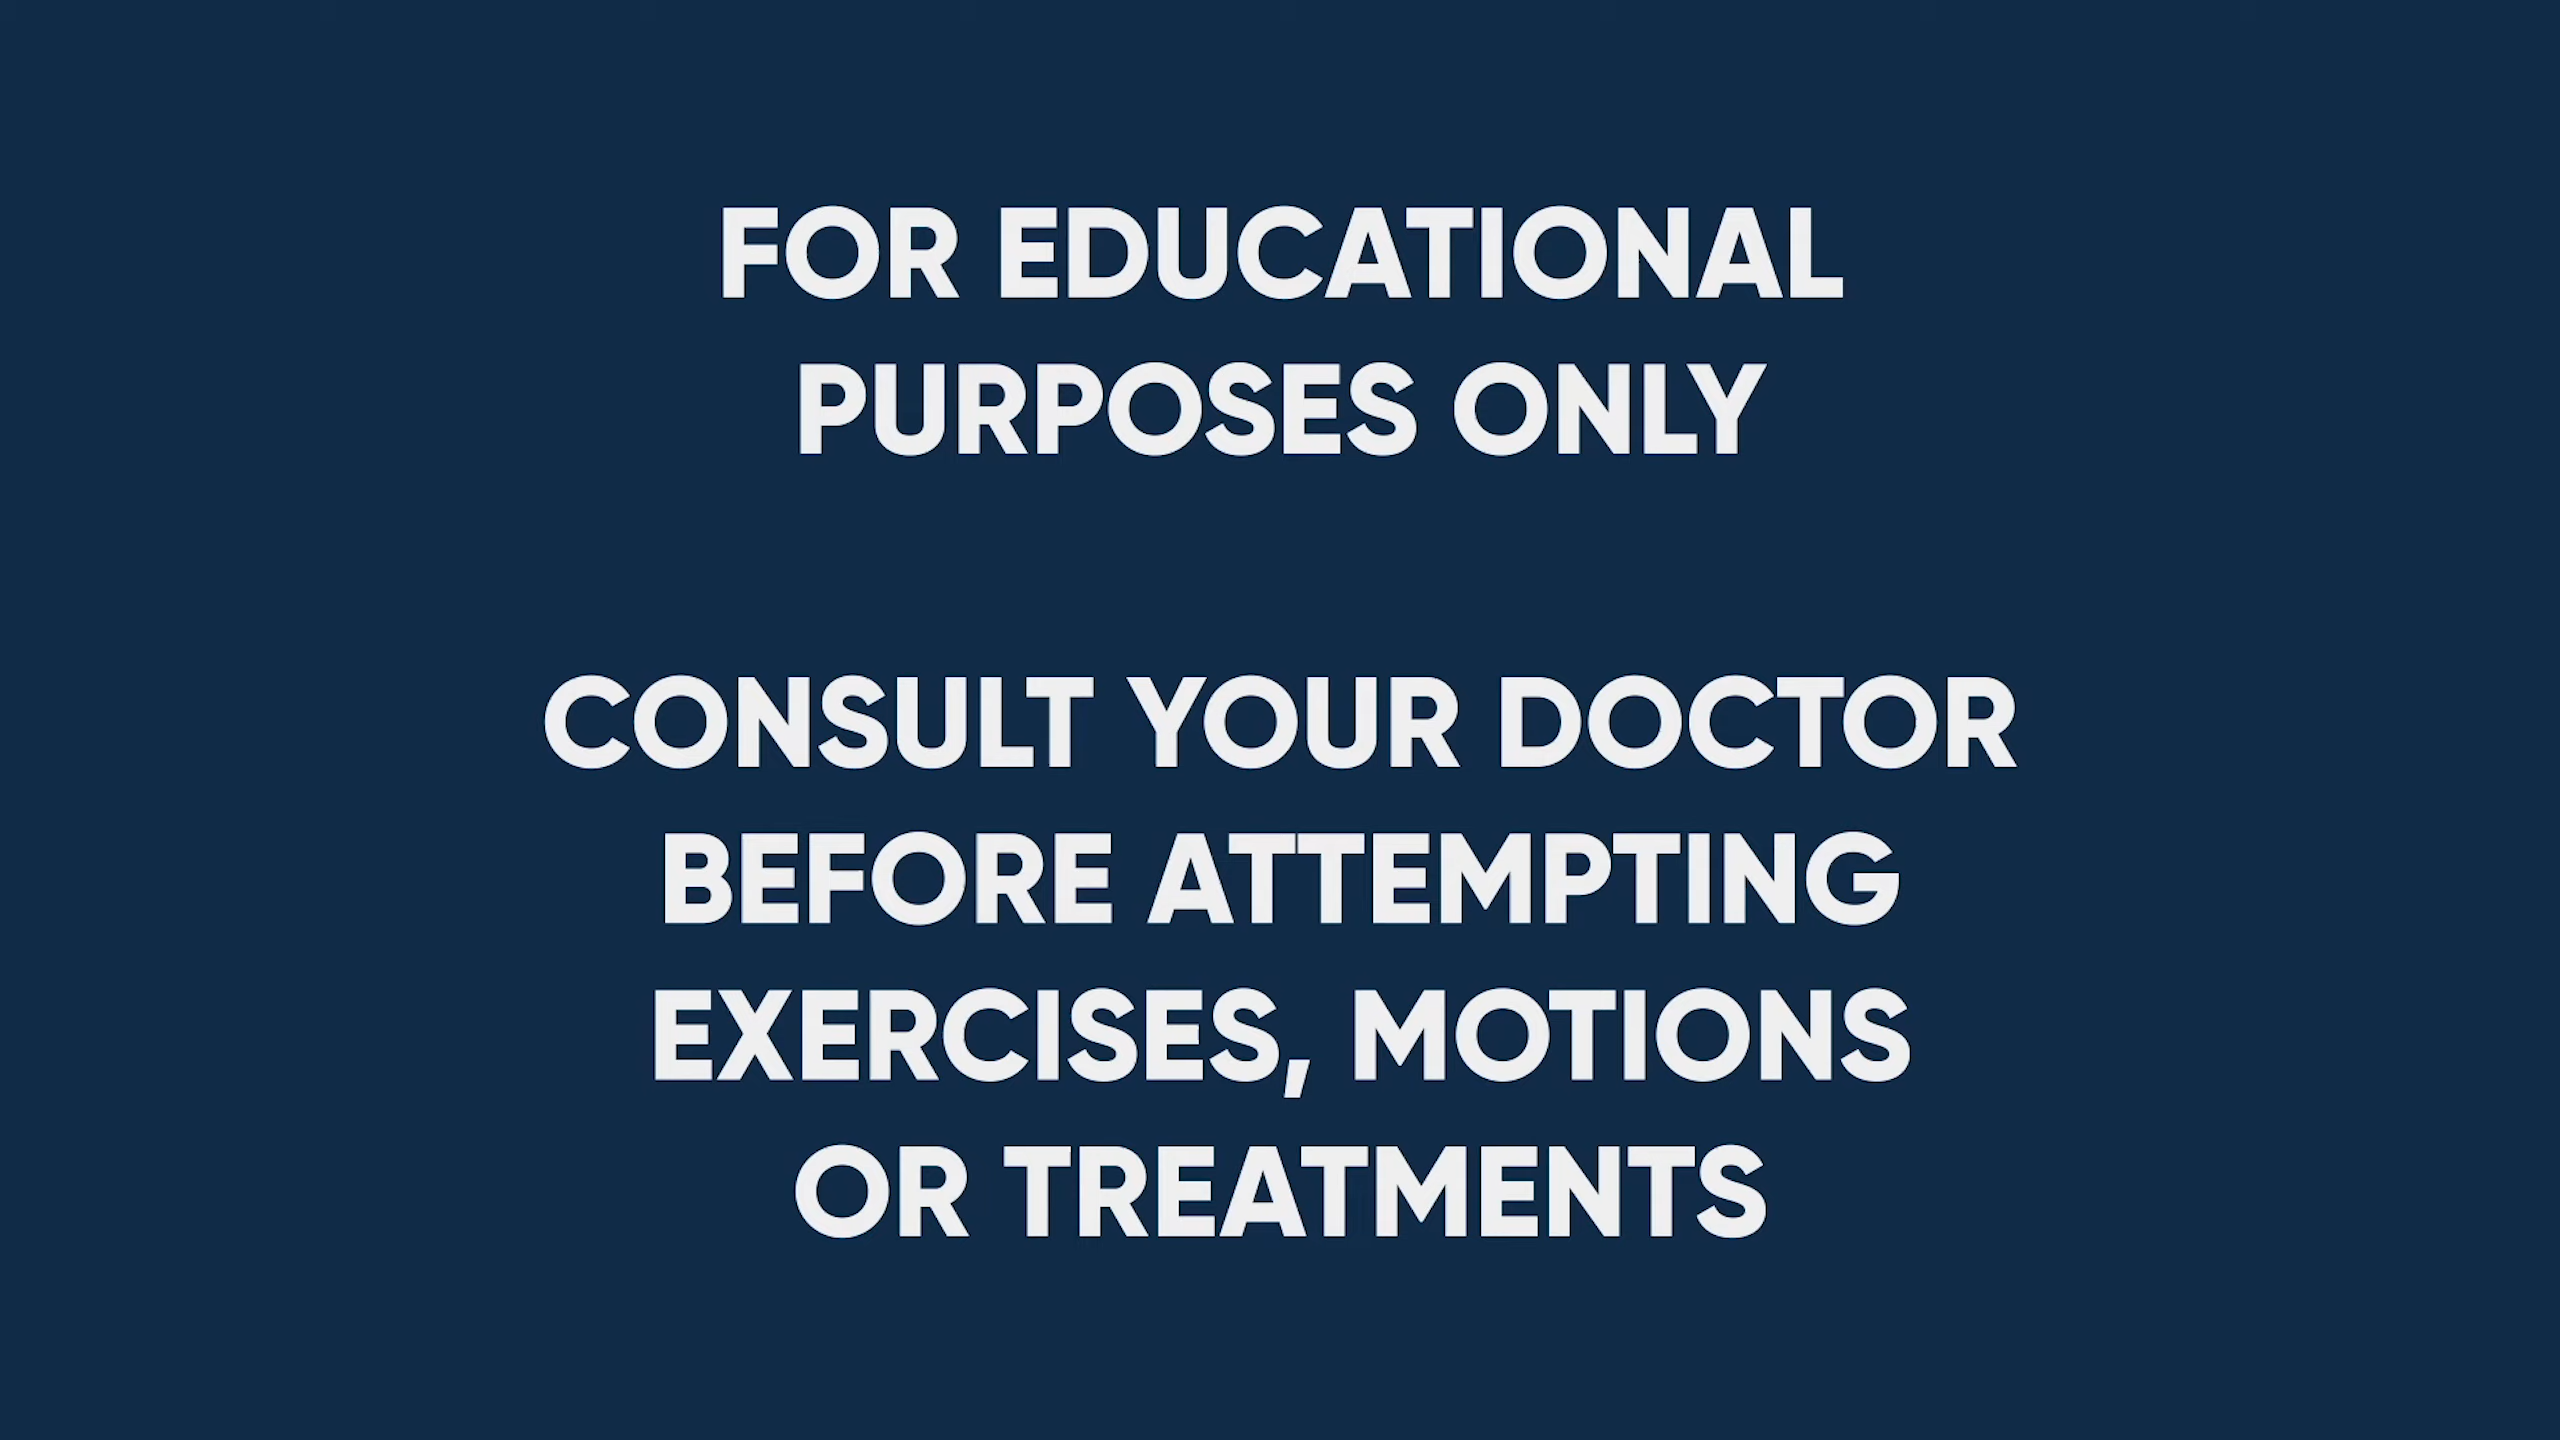 FOR EDUCATIONAL
PURPOSES ONLY
CONSULT YOUR DOCTOR
BEFORE ATTEMPTING
EXERCISES, MOTIONS
OR TREATMENTS